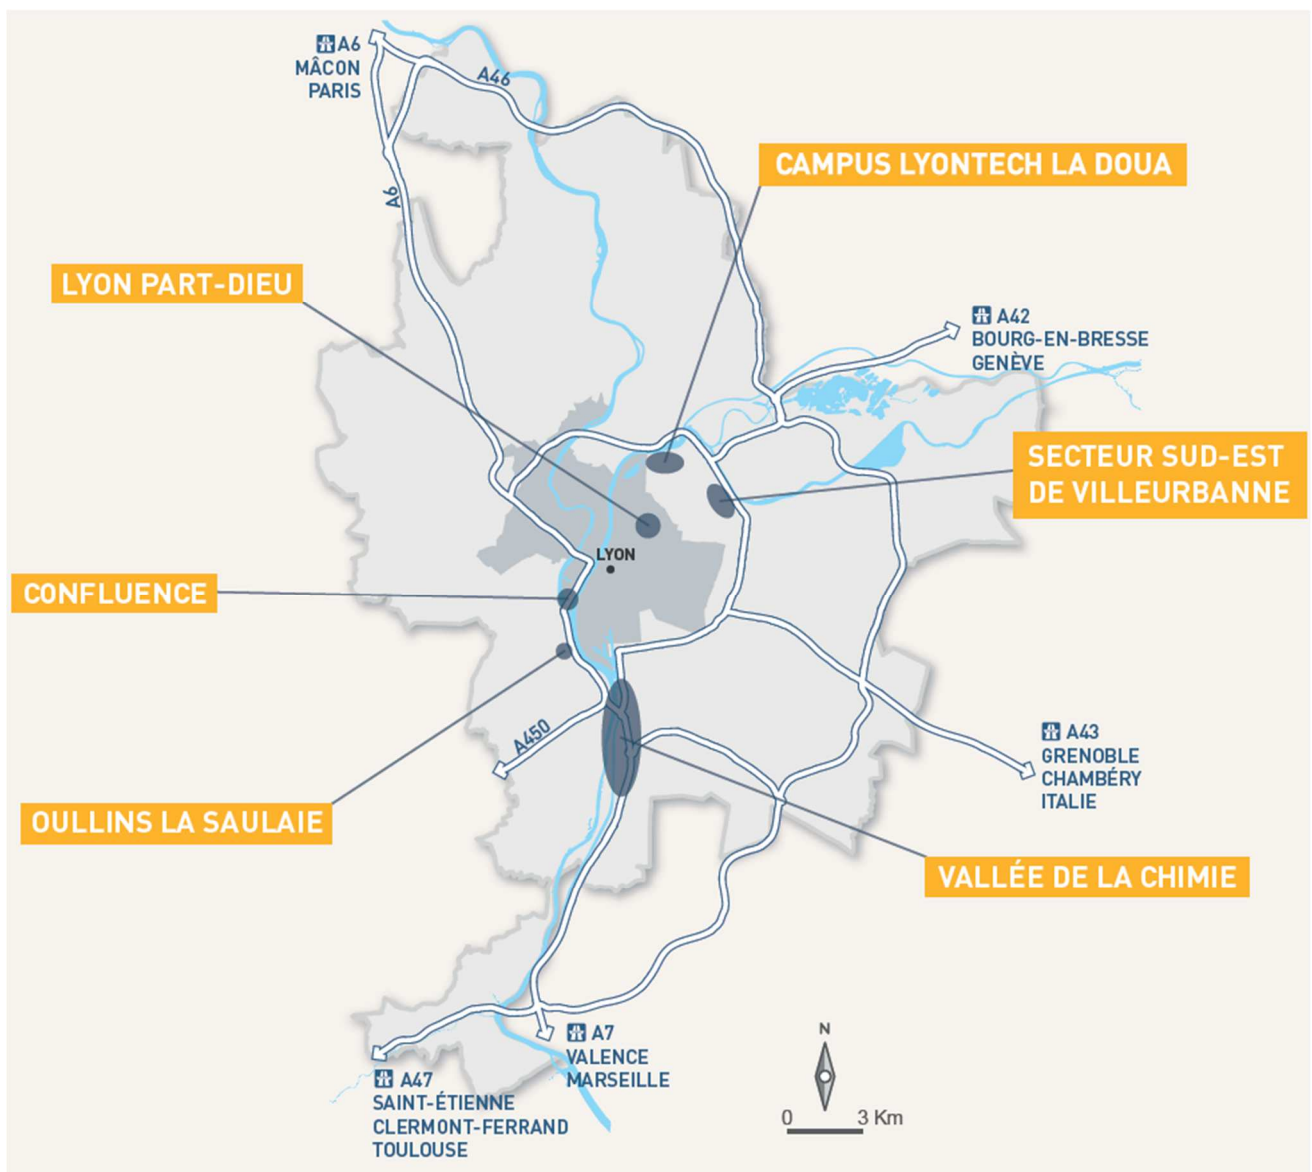 A6
MÂCON
PARIS
A46
A6
CAMPUS LYONTECH LA DOUA
LYON PART-DIEU
A42
BOURG-EN-BRESSE
GENÈVE
SECTEUR SUD-EST
DE VILLEURBANNE
LYON
CONFLUENCE
A450
A43
GRENOBLE
CHAMBÉRY
ITALIE
OULLINS LA SAULAIE
VALLÉE DE LA CHIMIE
A7
VALENCE
MARSEILLE
A47
SAINT-ÉTIENNE
CLERMONT-FERRAND
TOULOUSE
N
0 3 Km